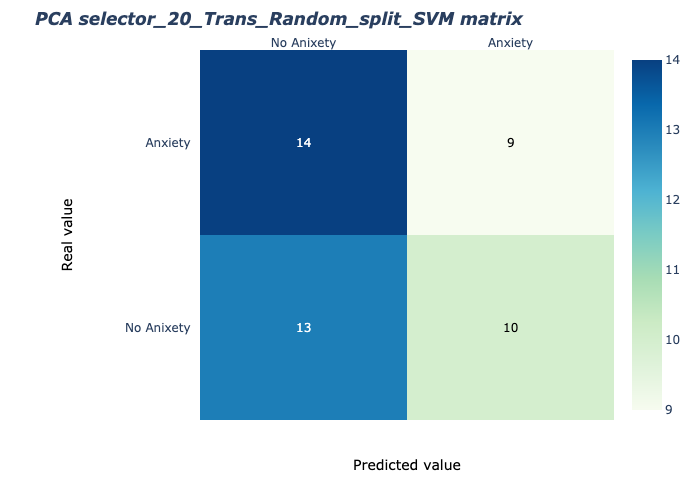 PCA selector_20_Trans_Random_split_SVM matrix
No Anixety Anxiety
14
Anxiety 14 9
13
12
Real value
11
No Anixety 13 10
10
9
Predicted value